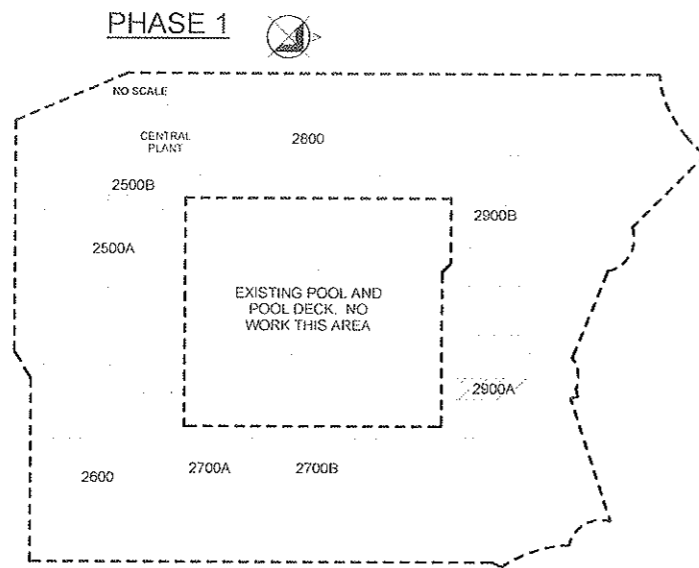 PHASE 1
NO SCALE
CENTRAL
PLANT
2800
2500B
2900B
2500A
EXISTING POOL AND
POOL DECK. NO
WORK THIS AREA
2900A
2600
2700A
2700B